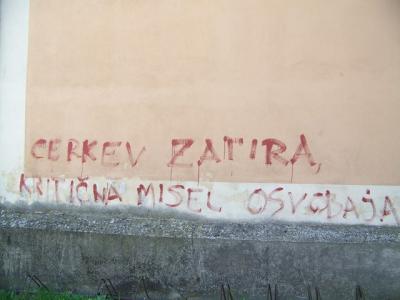 CERKEV ZATIRA,
KRITIČNA MISEL OSVOBAJA